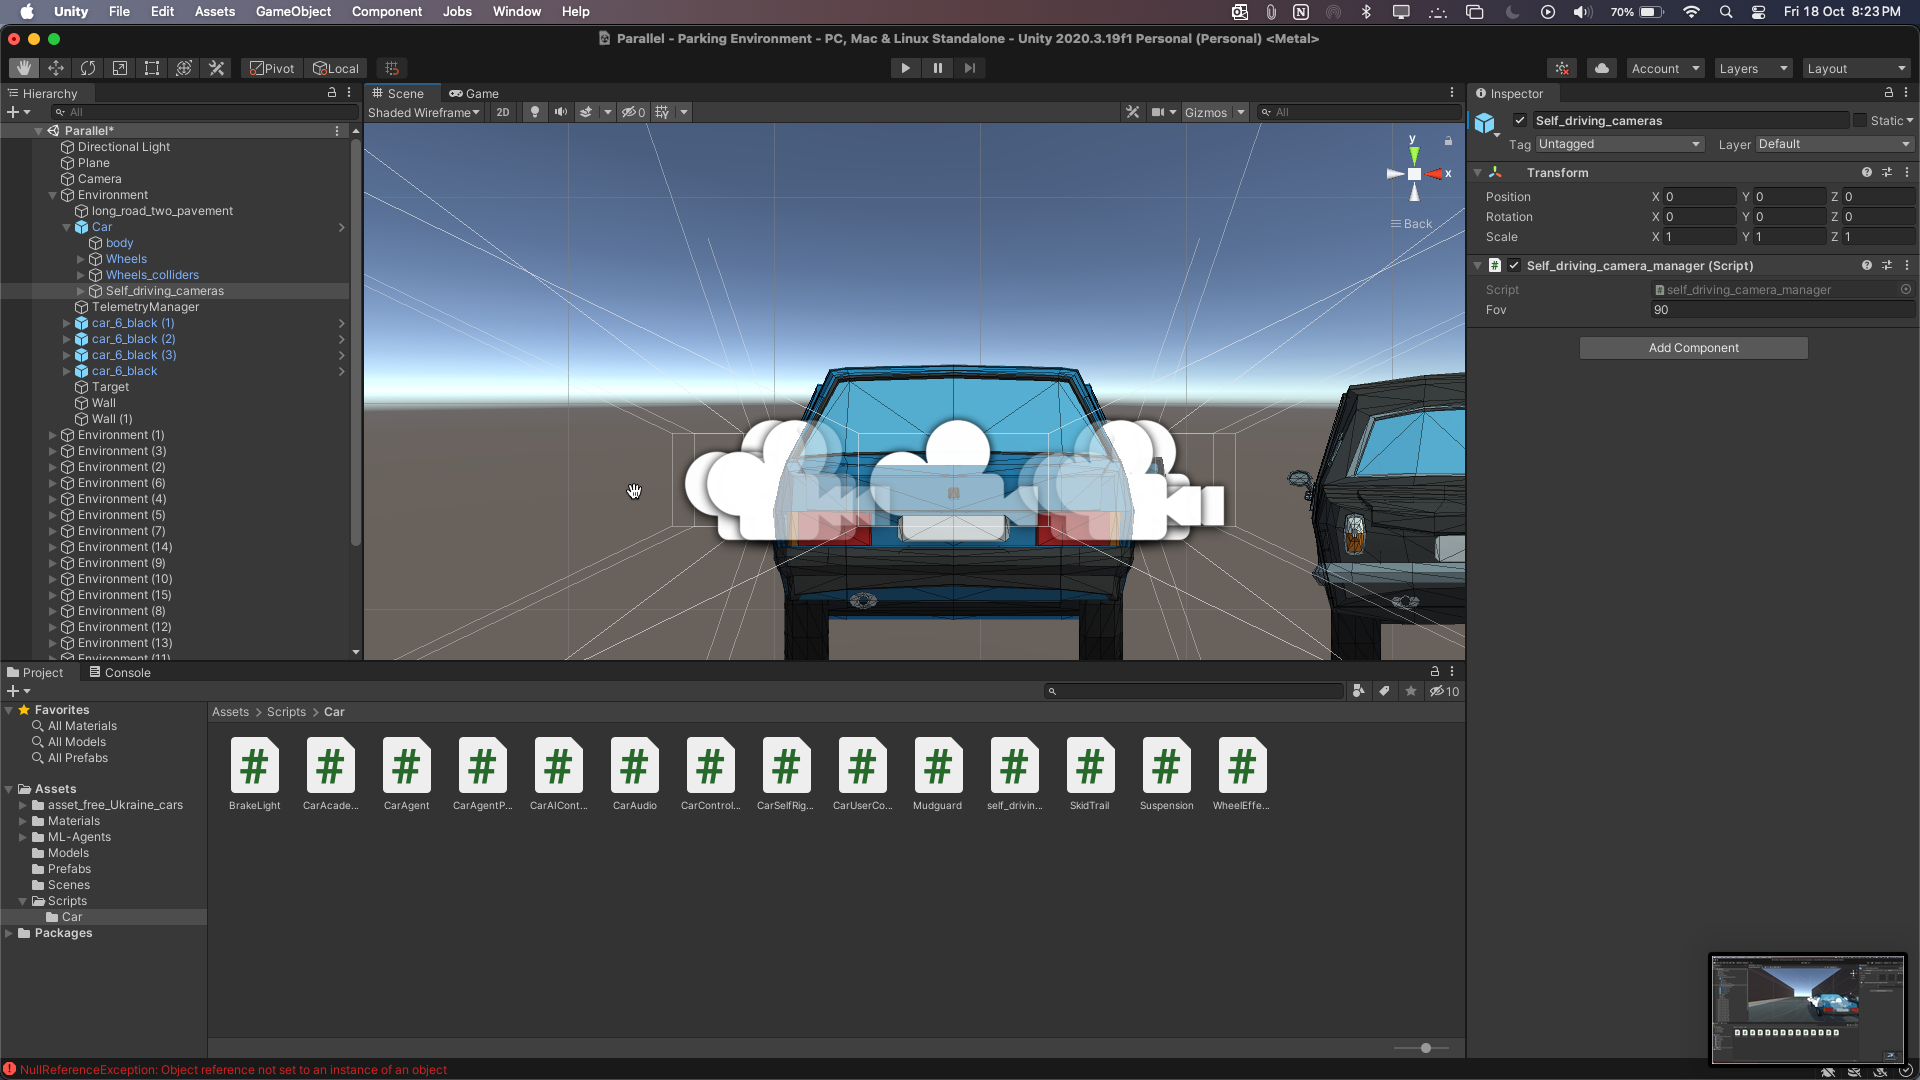 Unity File Edit Assets GameObject Component Jobs Window Help
70% Fri 18 Oct 8:23 PM
Parallel - Parking Environment - PC, Mac & Linux Standalone - Unity 2020.3.19f1 Personal (Personal) <Metal>
Pivot Local Account Layers Layout
Hierarchy
All
Parallel*
Directional Light
Plane
Camera
Environment
long_road_two_pavement
Car
body
Wheels
Wheels_colliders
Self_driving_cameras
TelemetryManager
car_6_black (1)
car_6_black (2)
car_6_black (3)
car_6_black
Target
Wall
Wall (1)
Environment (1)
Environment (3)
Environment (2)
Environment (6)
Environment (4)
Environment (5)
Environment (7)
Environment (14)
Environment (9)
Environment (10)
Environment (15)
Environment (8)
Environment (12)
Environment (13)
Environment (11)
Scene Game
Shaded Wireframe 2D 0 Gizmos All
y
x
Back
Inspector
Self_driving_cameras Static
Tag Untagged Layer Default
Transform
Position X 0 Y 0 Z 0
Rotation X 0 Y 0 Z 0
Scale X 1 Y 1 Z 1
Self_driving_camera_manager (Script)
Script self_driving_camera_manager
Fov 90
Add Component
Project Console
10
Favorites
All Materials
All Models
All Prefabs
Assets
asset_free_Ukraine_cars
Materials
ML-Agents
Models
Prefabs
Scenes
Scripts
Car
Packages
Assets > Scripts > Car
BrakeLight CarAcade... CarAgent CarAgentP... CarAICont... CarAudio CarControl... CarSelfRig... CarUserCo... Mudguard self_drivin... SkidTrail Suspension WheelEffe...
NullReferenceException: Object reference not set to an instance of an object